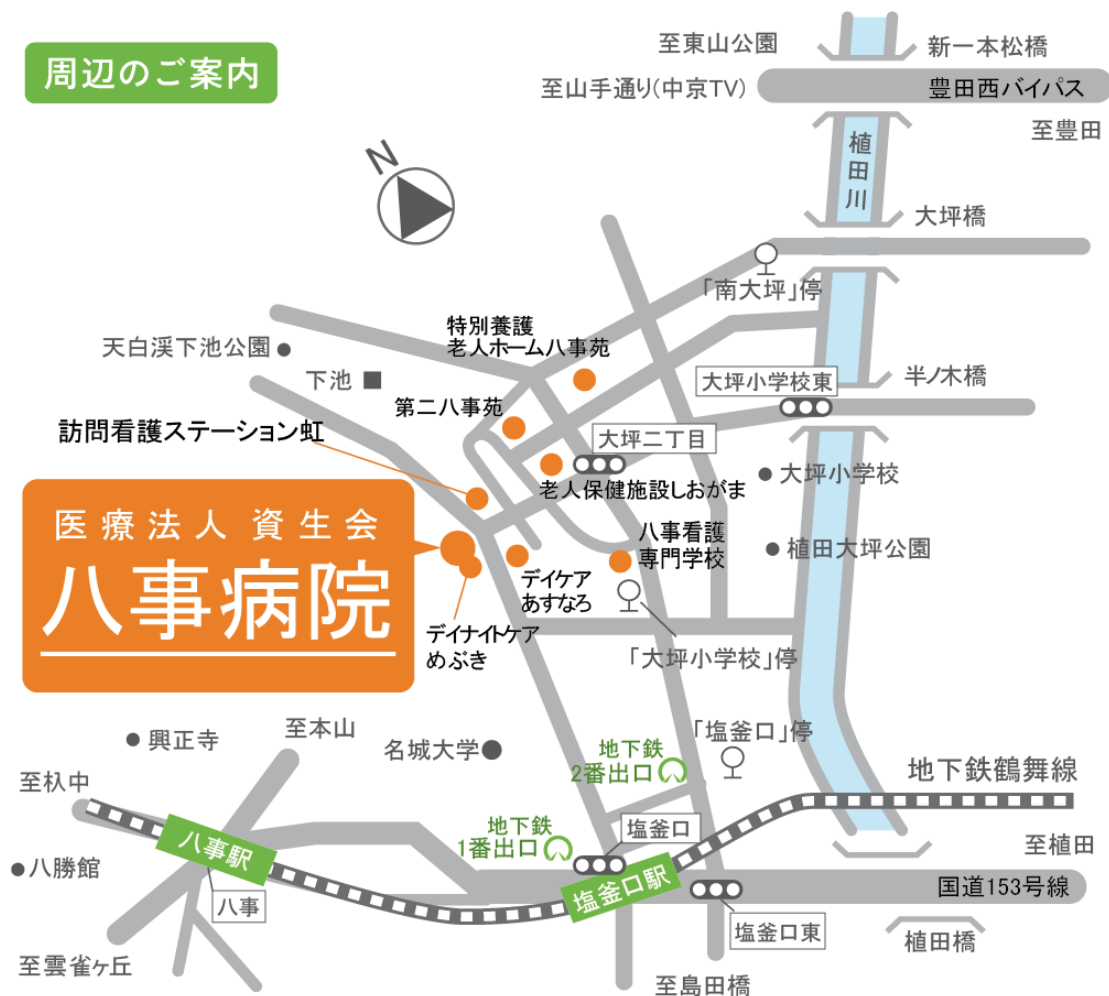 周辺のご案内
至東山公園
新一本松橋
至山手通り(中京TV)
豊田西バイパス
至豊田
植田川
N
大坪橋
「南大坪」停
特別養護
老人ホーム八事苑
天白渓下池公園
下池
大坪小学校東
半ノ木橋
第二八事苑
訪問看護ステーション虹
大坪二丁目
大坪小学校
老人保健施設しおがま
医療法人 資生会
八事病院
八事看護
専門学校
植田大坪公園
デイケア
あすなろ
デイナイトケア
めぶき
「大坪小学校」停
興正寺
至本山
名城大学
「塩釜口」停
地下鉄
2番出口
地下鉄鶴舞線
至杁中
地下鉄
1番出口
塩釜口
八事駅
至植田
八勝館
塩釜口駅
国道153号線
八事
塩釜口東
植田橋
至雲雀ヶ丘
至島田橋